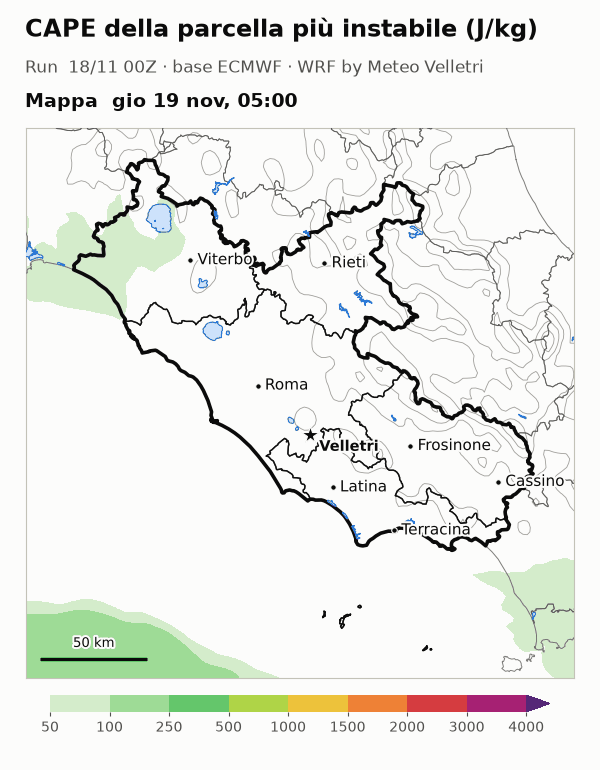 CAPE della parcella più instabile (J/kg)
Run  18/11 00Z · base ECMWF · WRF by Meteo Velletri
Mappa  gio 19 nov, 05:00
Viterbo
Rieti
Roma
Velletri
Frosinone
Latina
Cassino
Terracina
50 km
50 100 250 500 1000 1500 2000 3000 4000